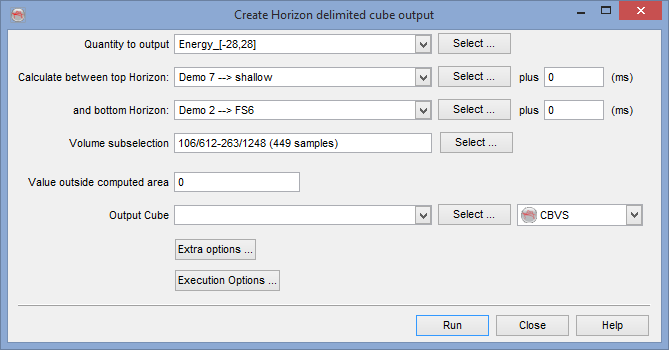 Create Horizon delimited cube output
Quantity to output Energy_[-28,28] Select ...
Calculate between top Horizon: Demo 7 --> shallow Select ... plus 0 (ms)
and bottom Horizon: Demo 2 --> FS6 Select ... plus 0 (ms)
Volume subselection 106/612-263/1248 (449 samples) Select ...
Value outside computed area 0
Output Cube Select ... CBVS
Extra options ...
Execution Options ...
Run Close Help